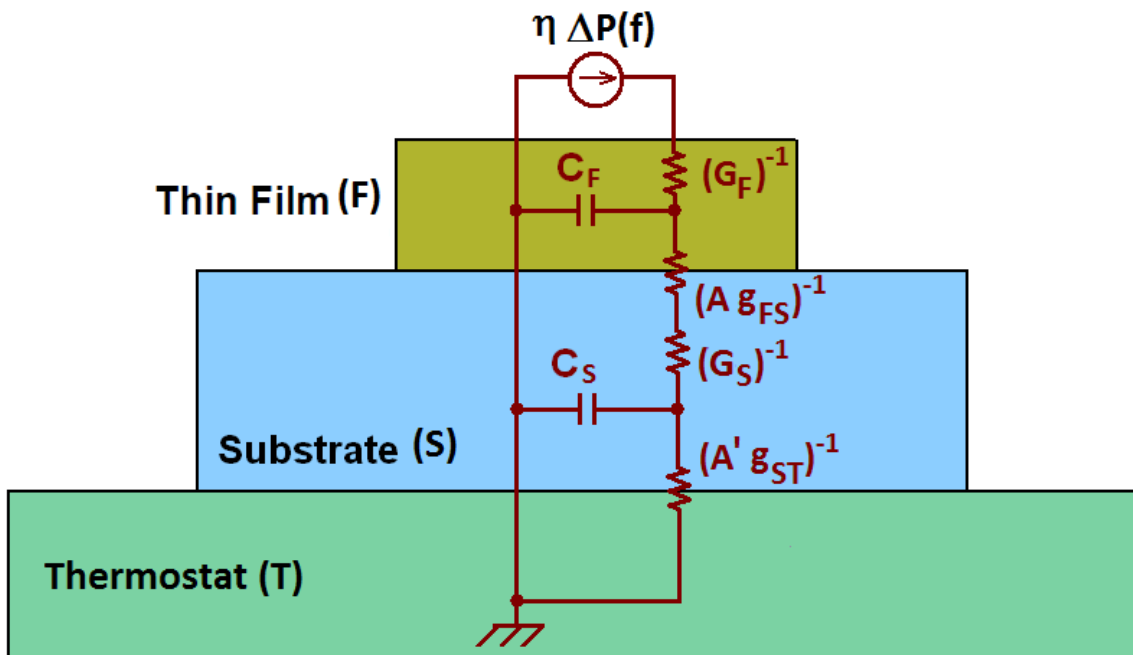 η ΔP(f)
C_F
(G_F)^-1
Thin Film (F)
(A g_FS)^-1
C_S
(G_S)^-1
Substrate (S)
(A' g_ST)^-1
Thermostat (T)